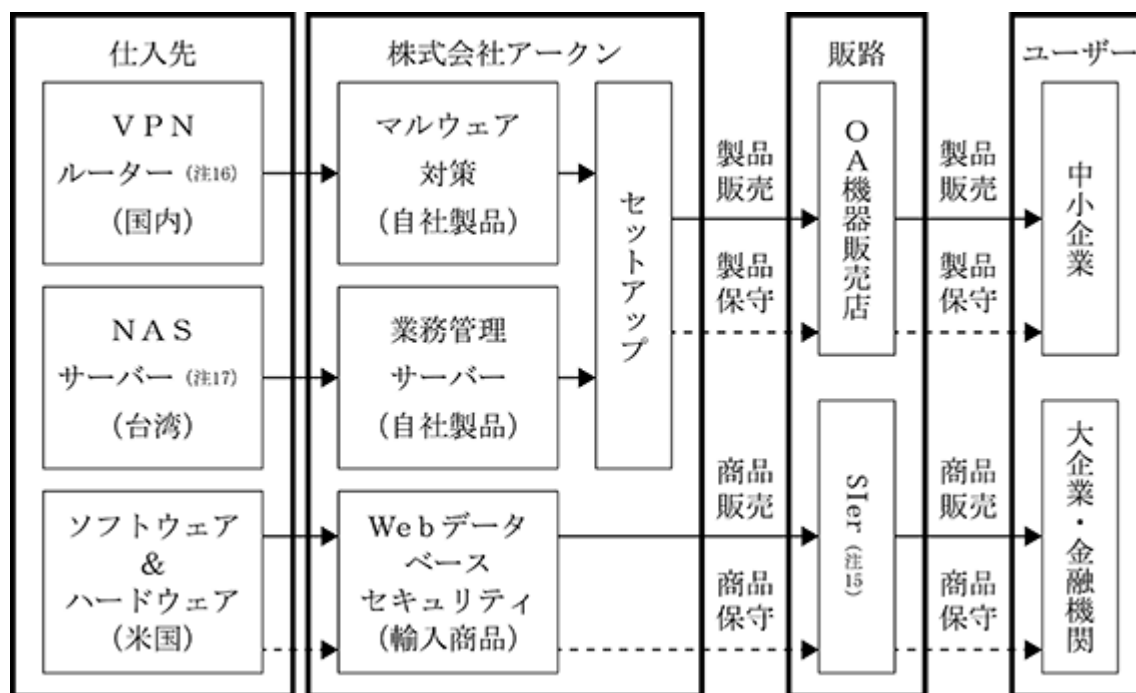 仕入先
VPN
ルーター (注16)
(国内)
NAS
サーバー (注17)
(台湾)
ソフトウェア
&
ハードウェア
(米国)
株式会社アークン
マルウェア
対策
(自社製品)
業務管理
サーバー
(自社製品)
Webデータ
ベース
セキュリティ
(輸入商品)
セットアップ
製品
販売
製品
保守
商品
販売
商品
保守
販路
OA機器販売店
SIer (注15)
製品
販売
製品
保守
商品
販売
商品
保守
ユーザー
中小企業
大企業・金融機関